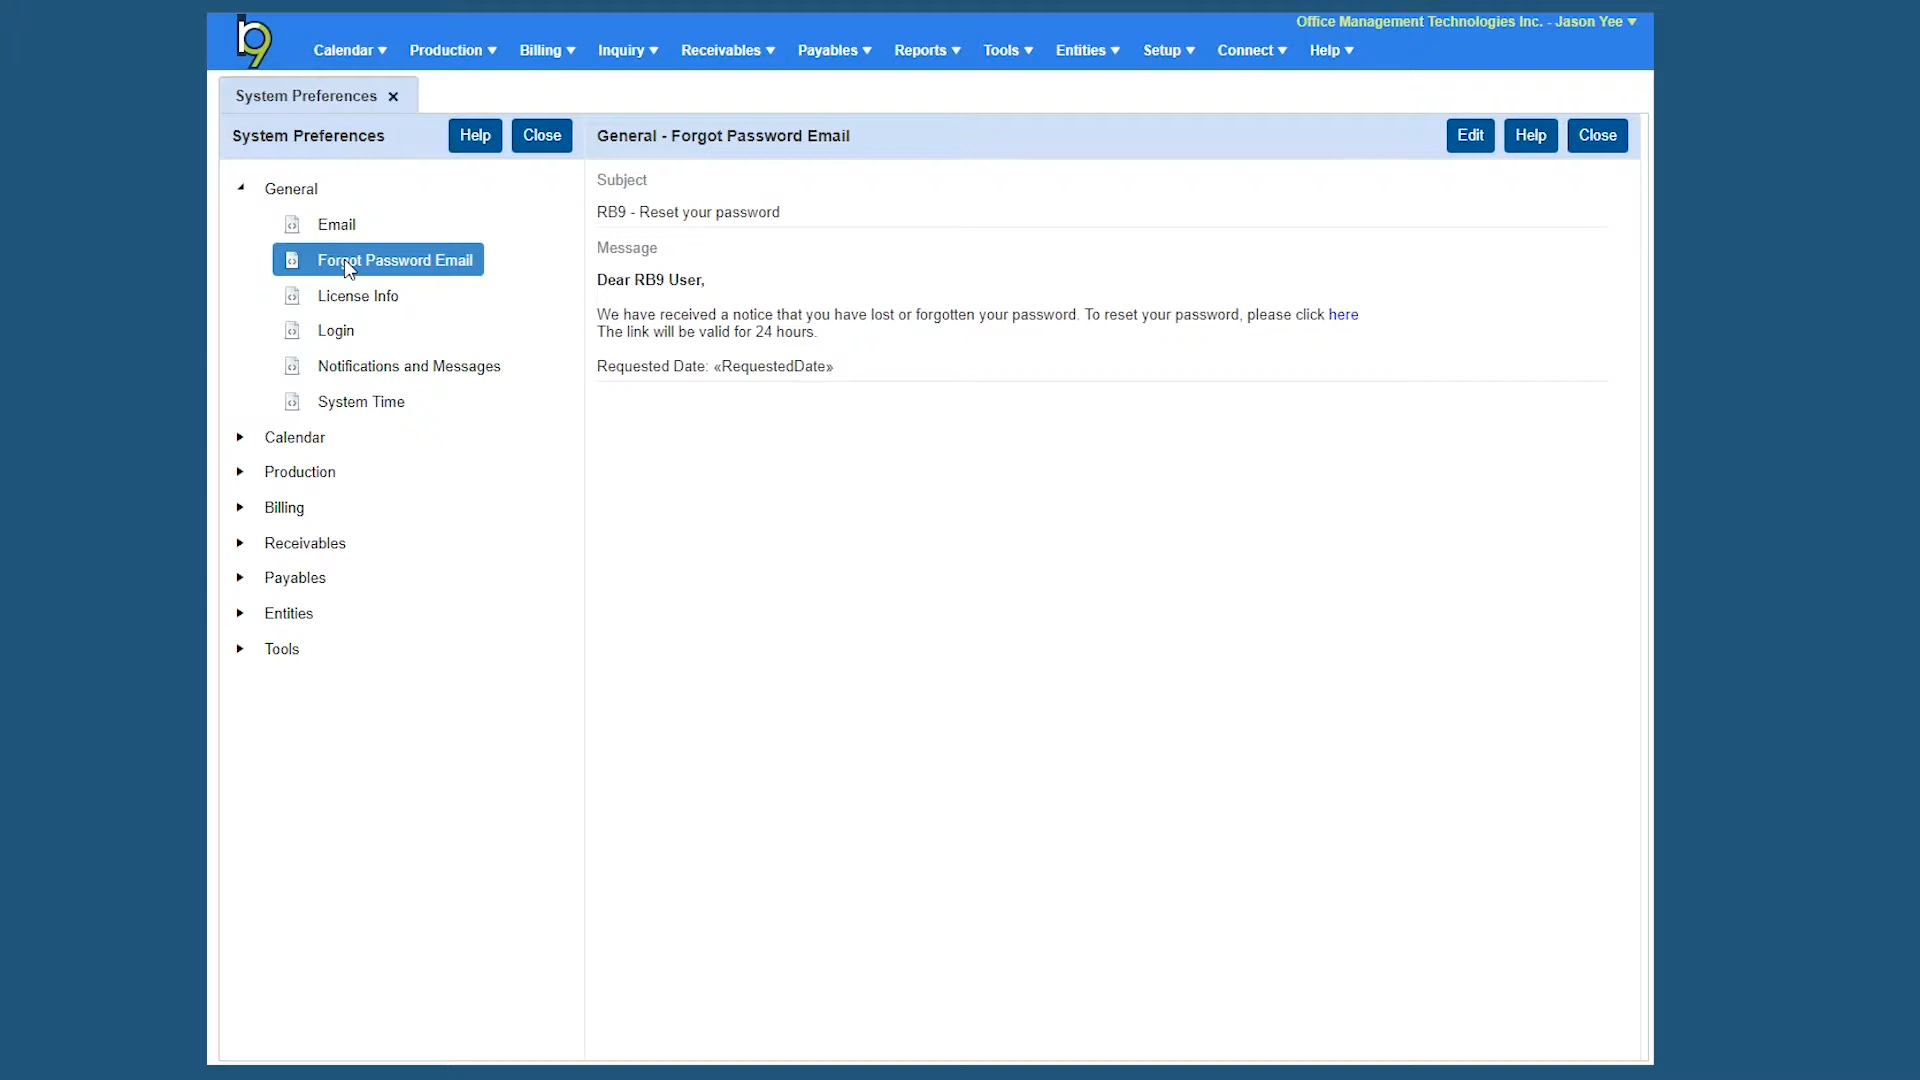 Office Management Technologies Inc. - Jason Yee
b9
Calendar Production Billing Inquiry Receivables Payables Reports Tools Entities Setup Connect Help
System Preferences
System Preferences Help Close
General - Forgot Password Email Edit Help Close
General
Email
Forgot Password Email
License Info
Login
Notifications and Messages
System Time
Calendar
Production
Billing
Receivables
Payables
Entities
Tools
Subject
RB9 - Reset your password
Message
Dear RB9 User,
We have received a notice that you have lost or forgotten your password. To reset your password, please click here
The link will be valid for 24 hours.
Requested Date: «RequestedDate»